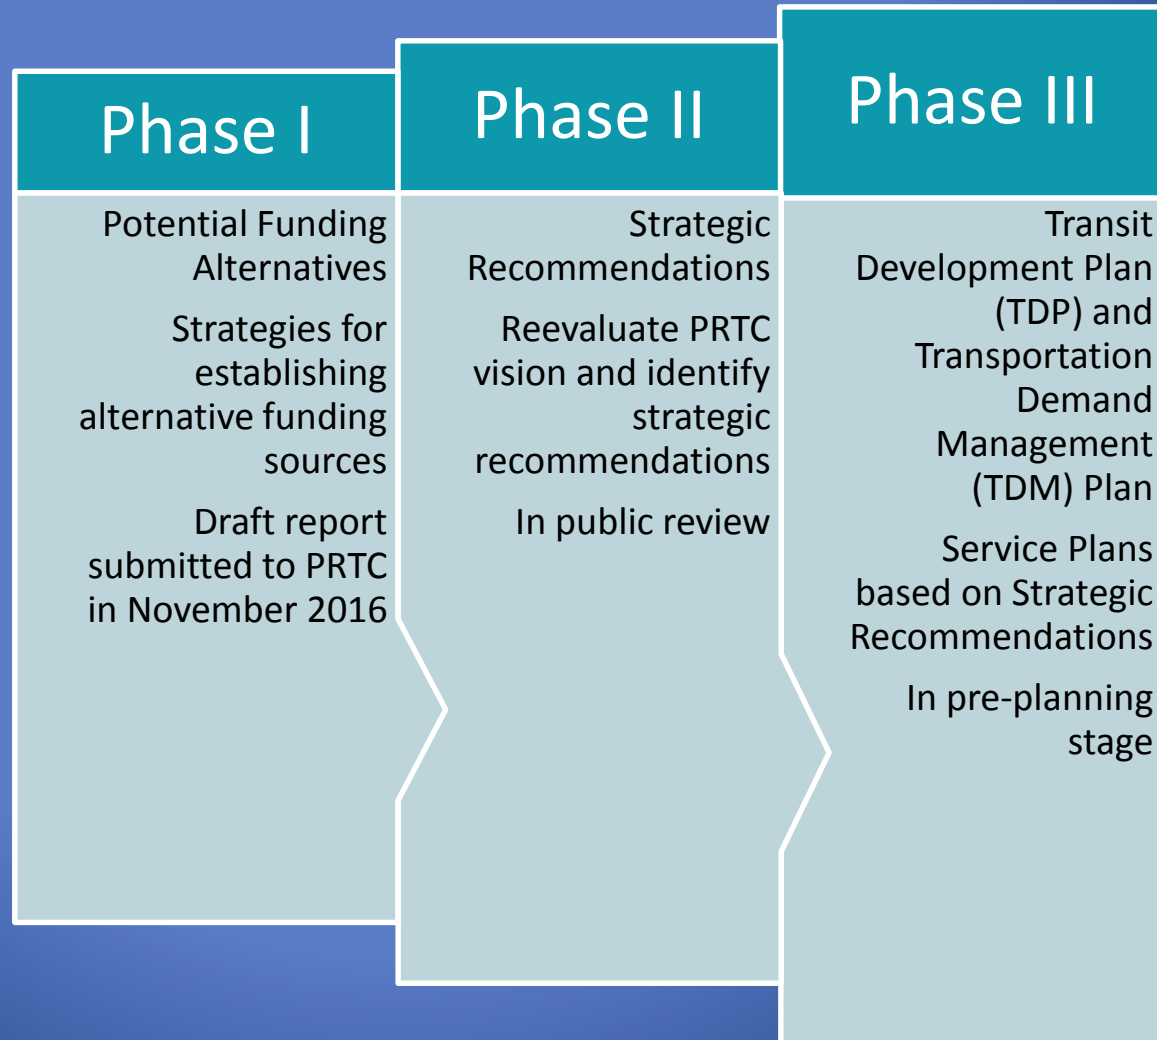 Phase I
Potential Funding
Alternatives
Strategies for
establishing
alternative funding
sources
Draft report
submitted to PRTC
in November 2016
Phase II
Strategic
Recommendations
Reevaluate PRTC
vision and identify
strategic
recommendations
In public review
Phase III
Transit
Development Plan
(TDP) and
Transportation
Demand
Management
(TDM) Plan
Service Plans
based on Strategic
Recommendations
In pre-planning
stage